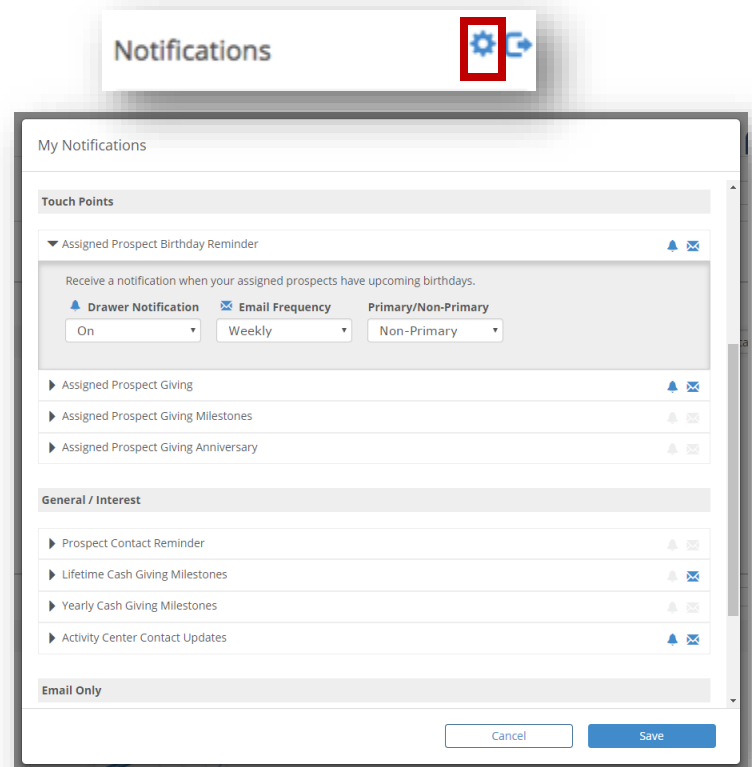 Notifications
My Notifications
Touch Points
Assigned Prospect Birthday Reminder
Receive a notification when your assigned prospects have upcoming birthdays.
Drawer Notification Email Frequency Primary/Non-Primary
On Weekly Non-Primary
Assigned Prospect Giving
Assigned Prospect Giving Milestones
Assigned Prospect Giving Anniversary
General / Interest
Prospect Contact Reminder
Lifetime Cash Giving Milestones
Yearly Cash Giving Milestones
Activity Center Contact Updates
Email Only
Cancel Save